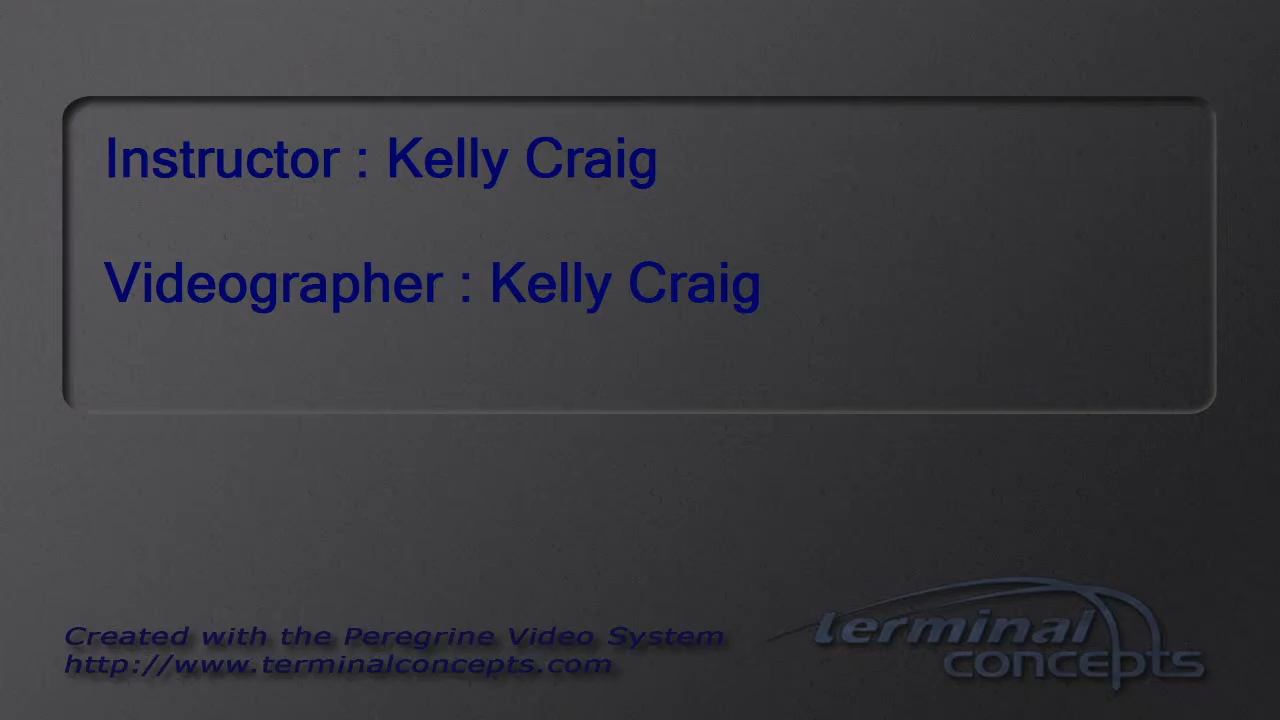 Instructor : Kelly Craig
Videographer : Kelly Craig
Created with the Peregrine Video System
http://www.terminalconcepts.com
terminal
concepts